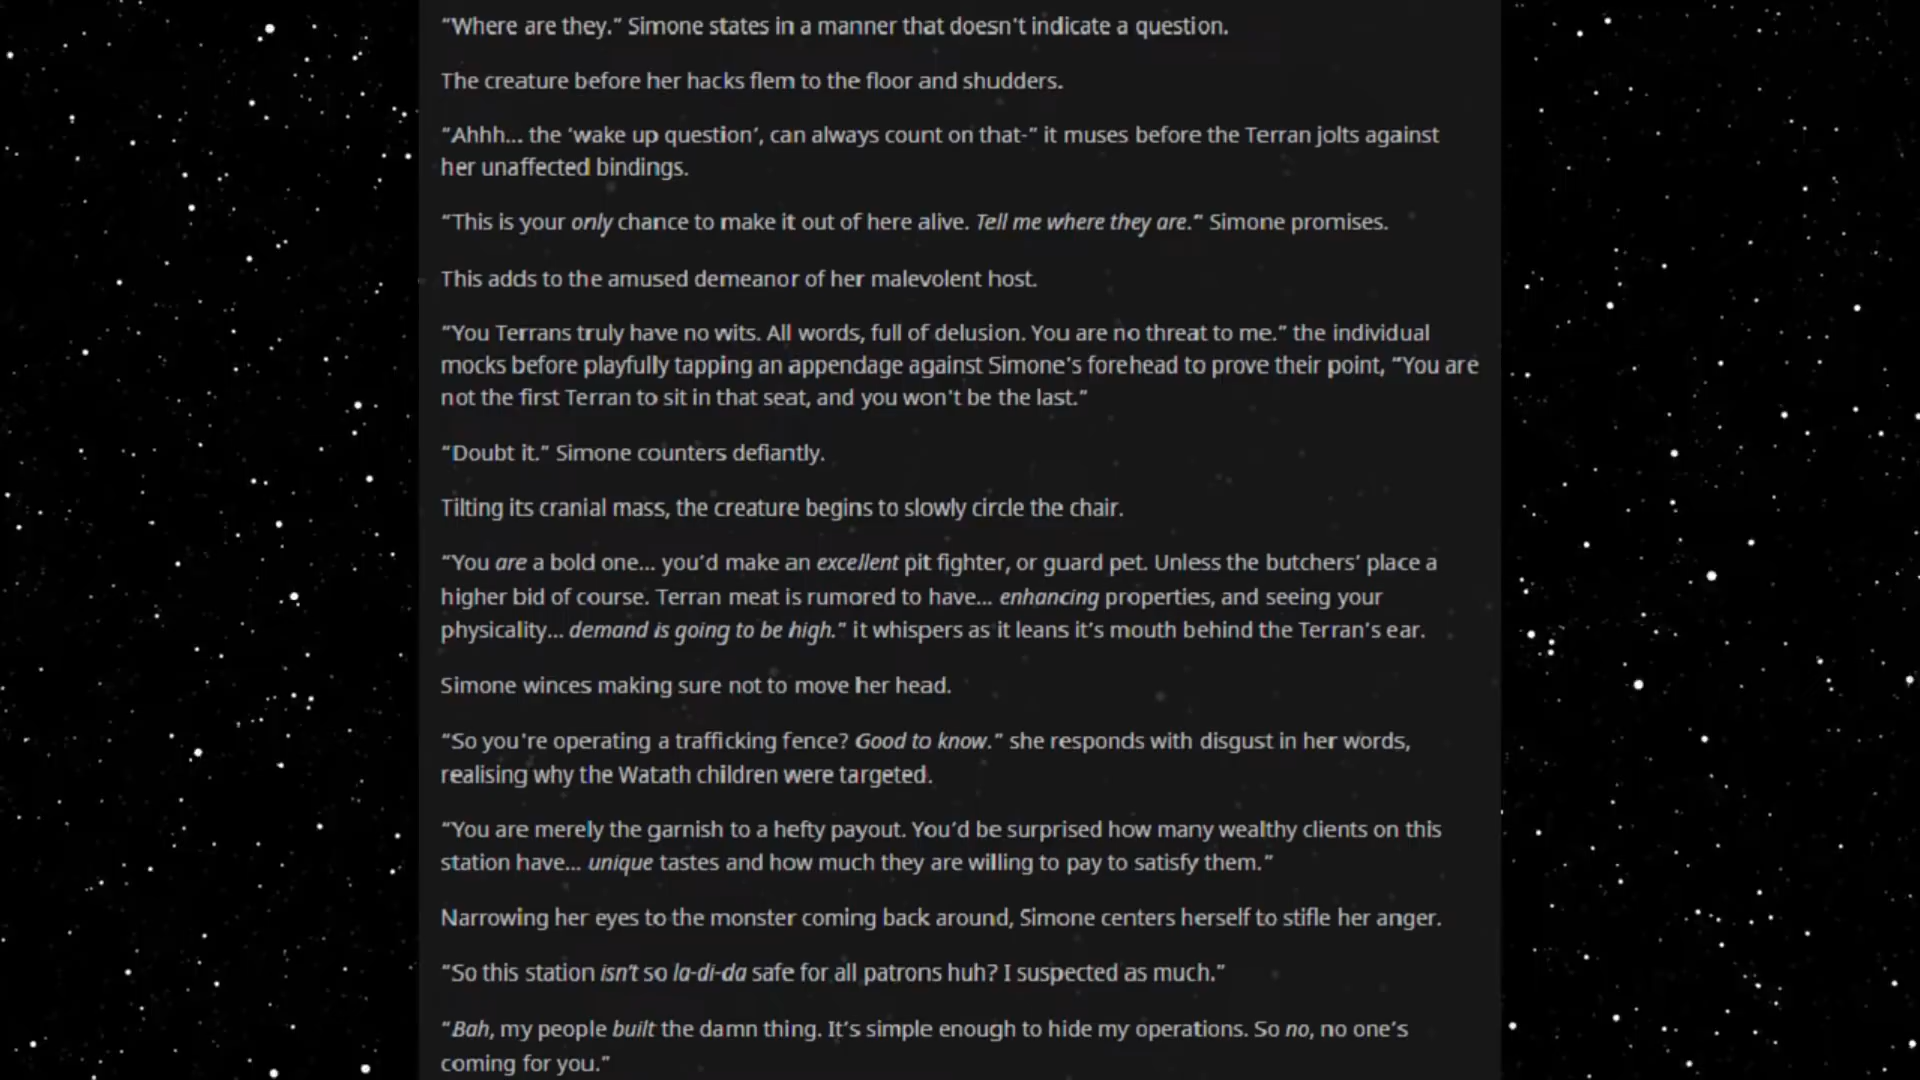 “Where are they.” Simone states in a manner that doesn't indicate a question.
The creature before her hacks flem to the floor and shudders.
“Ahhh... the ‘wake up question’, can always count on that-” it muses before the Terran jolts against
her unaffected bindings.
“This is your only chance to make it out of here alive. Tell me where they are.” Simone promises.
This adds to the amused demeanor of her malevolent host.
“You Terrans truly have no wits. All words, full of delusion. You are no threat to me.” the individual
mocks before playfully tapping an appendage against Simone’s forehead to prove their point, “You are
not the first Terran to sit in that seat, and you won't be the last.”
“Doubt it.” Simone counters defiantly.
Tilting its cranial mass, the creature begins to slowly circle the chair.
“You are a bold one... you’d make an excellent pit fighter, or guard pet. Unless the butchers’ place a
higher bid of course. Terran meat is rumored to have... enhancing properties, and seeing your
physicality... demand is going to be high.” it whispers as it leans it’s mouth behind the Terran’s ear.
Simone winces making sure not to move her head.
“So you're operating a trafficking fence? Good to know.” she responds with disgust in her words,
realising why the Watath children were targeted.
“You are merely the garnish to a hefty payout. You’d be surprised how many wealthy clients on this
station have... unique tastes and how much they are willing to pay to satisfy them.”
Narrowing her eyes to the monster coming back around, Simone centers herself to stifle her anger.
“So this station isn’t so la-di-da safe for all patrons huh? I suspected as much.”
“Bah, my people built the damn thing. It’s simple enough to hide my operations. So no, no one’s
coming for you.”